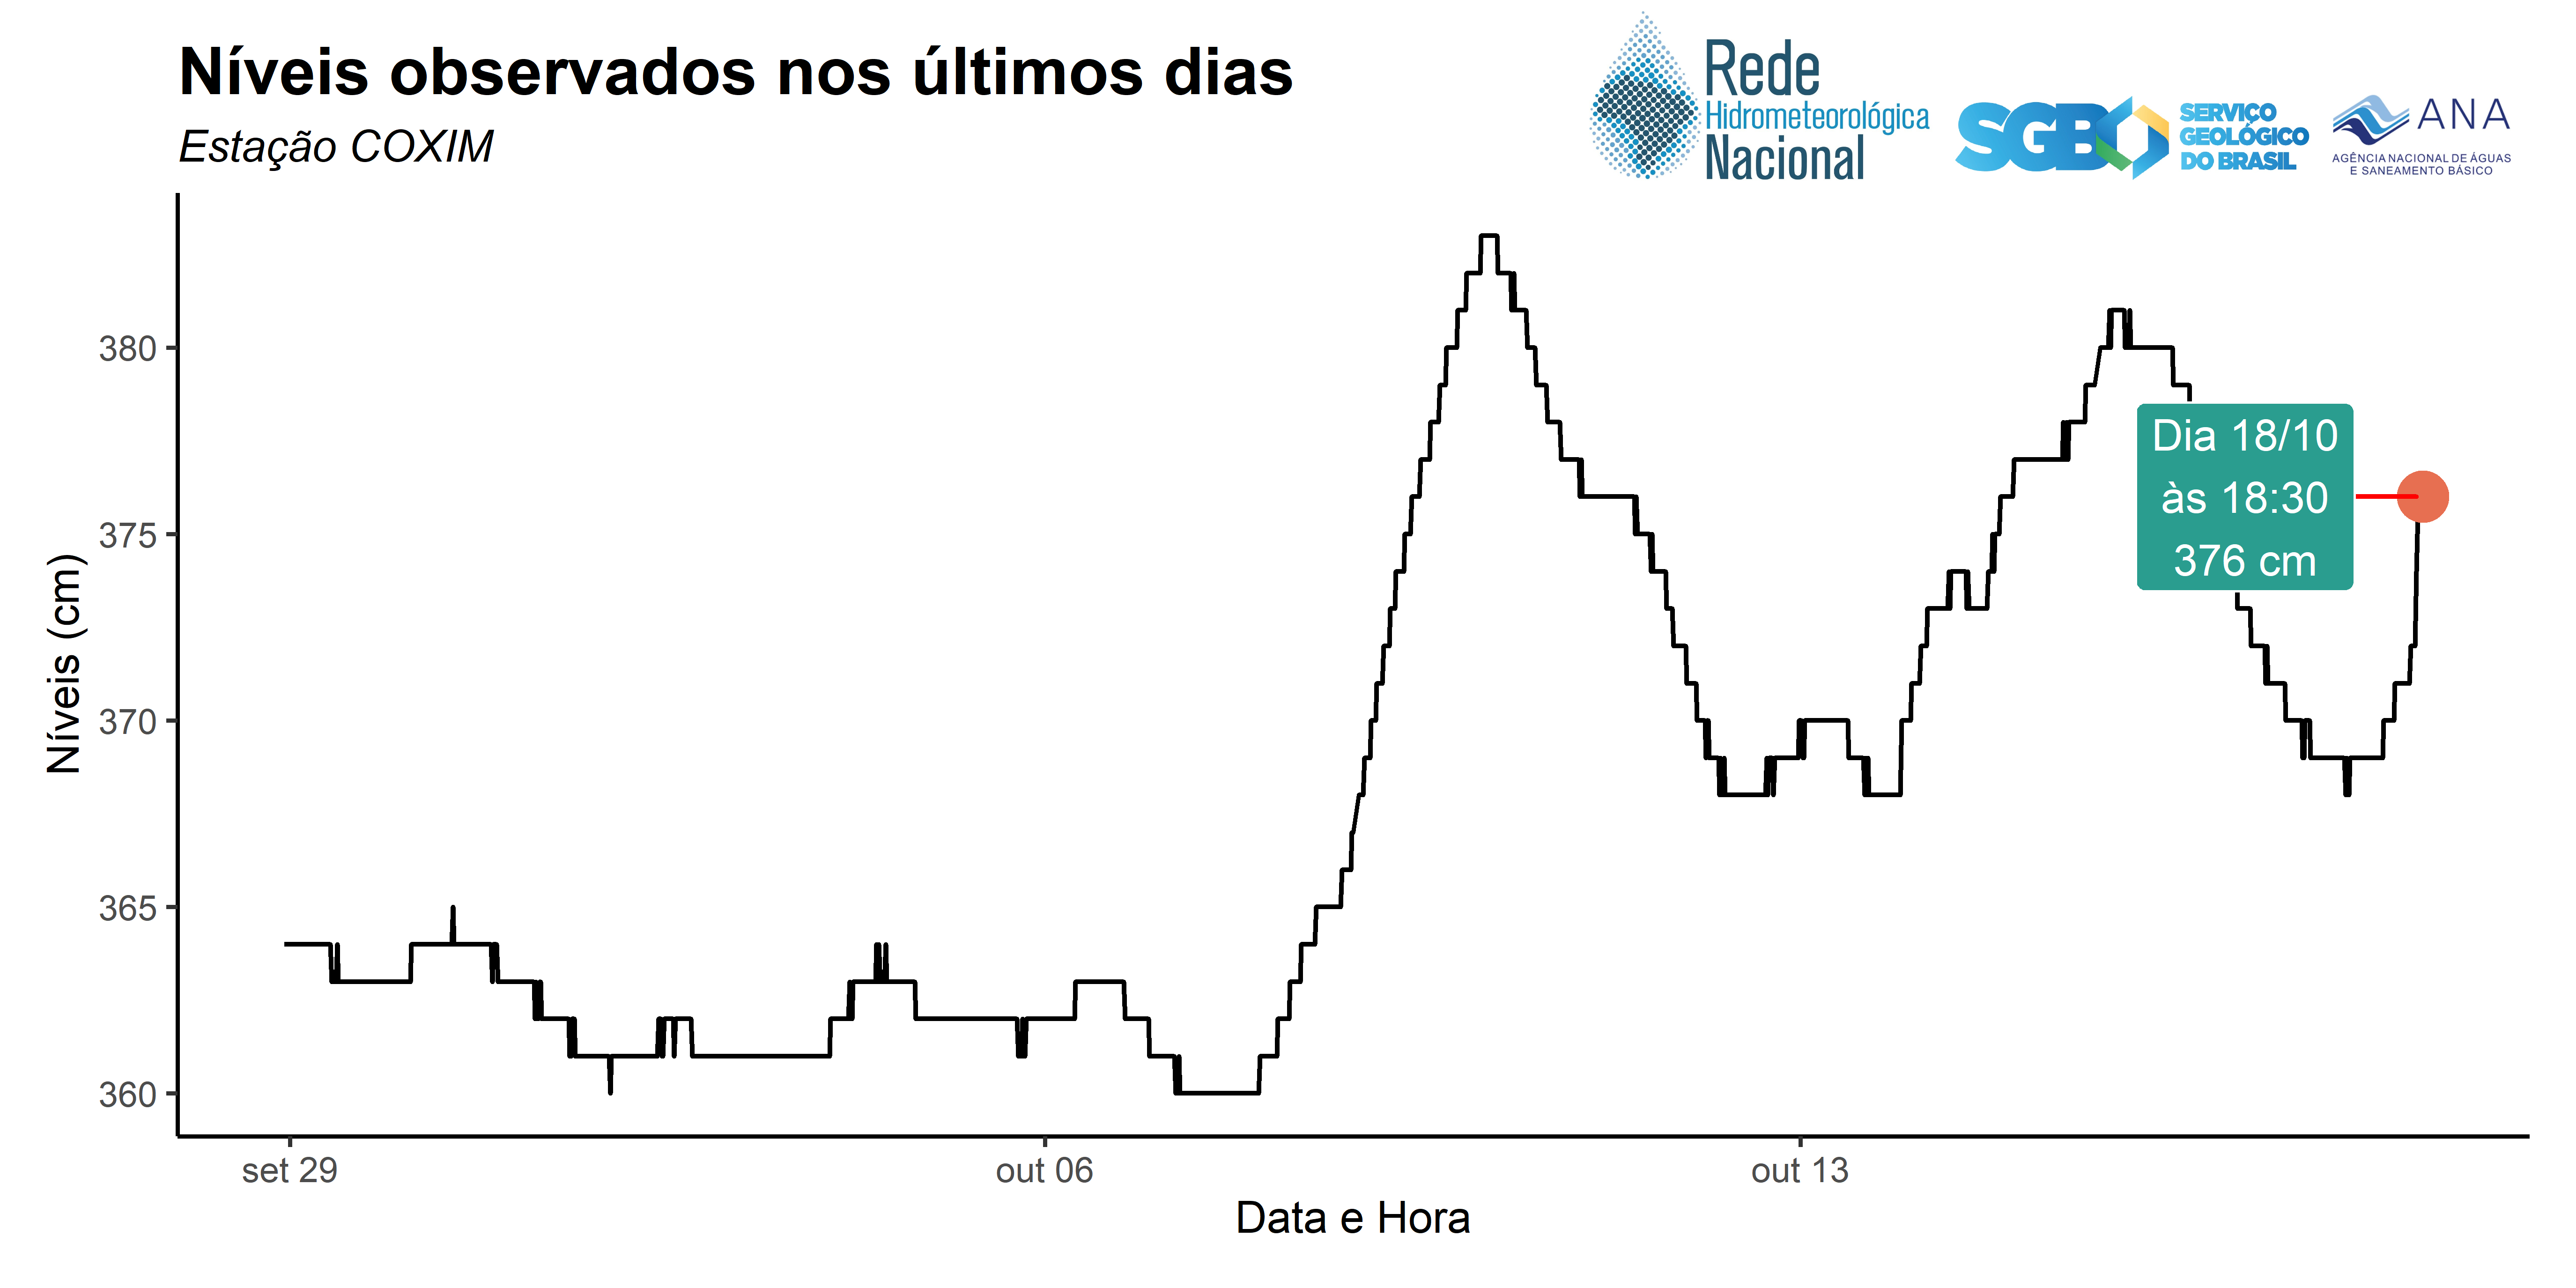 Níveis observados nos últimos dias
Estação COXIM
Rede
Hidrometeorológica
Nacional
SGB
SERVIÇO
GEOLÓGICO
DO BRASIL
ANA
AGÊNCIA NACIONAL DE ÁGUAS
E SANEAMENTO BÁSICO
Níveis (cm)
380
375
370
365
360
Dia 18/10
às 18:30
376 cm
set 29
out 06
out 13
Data e Hora